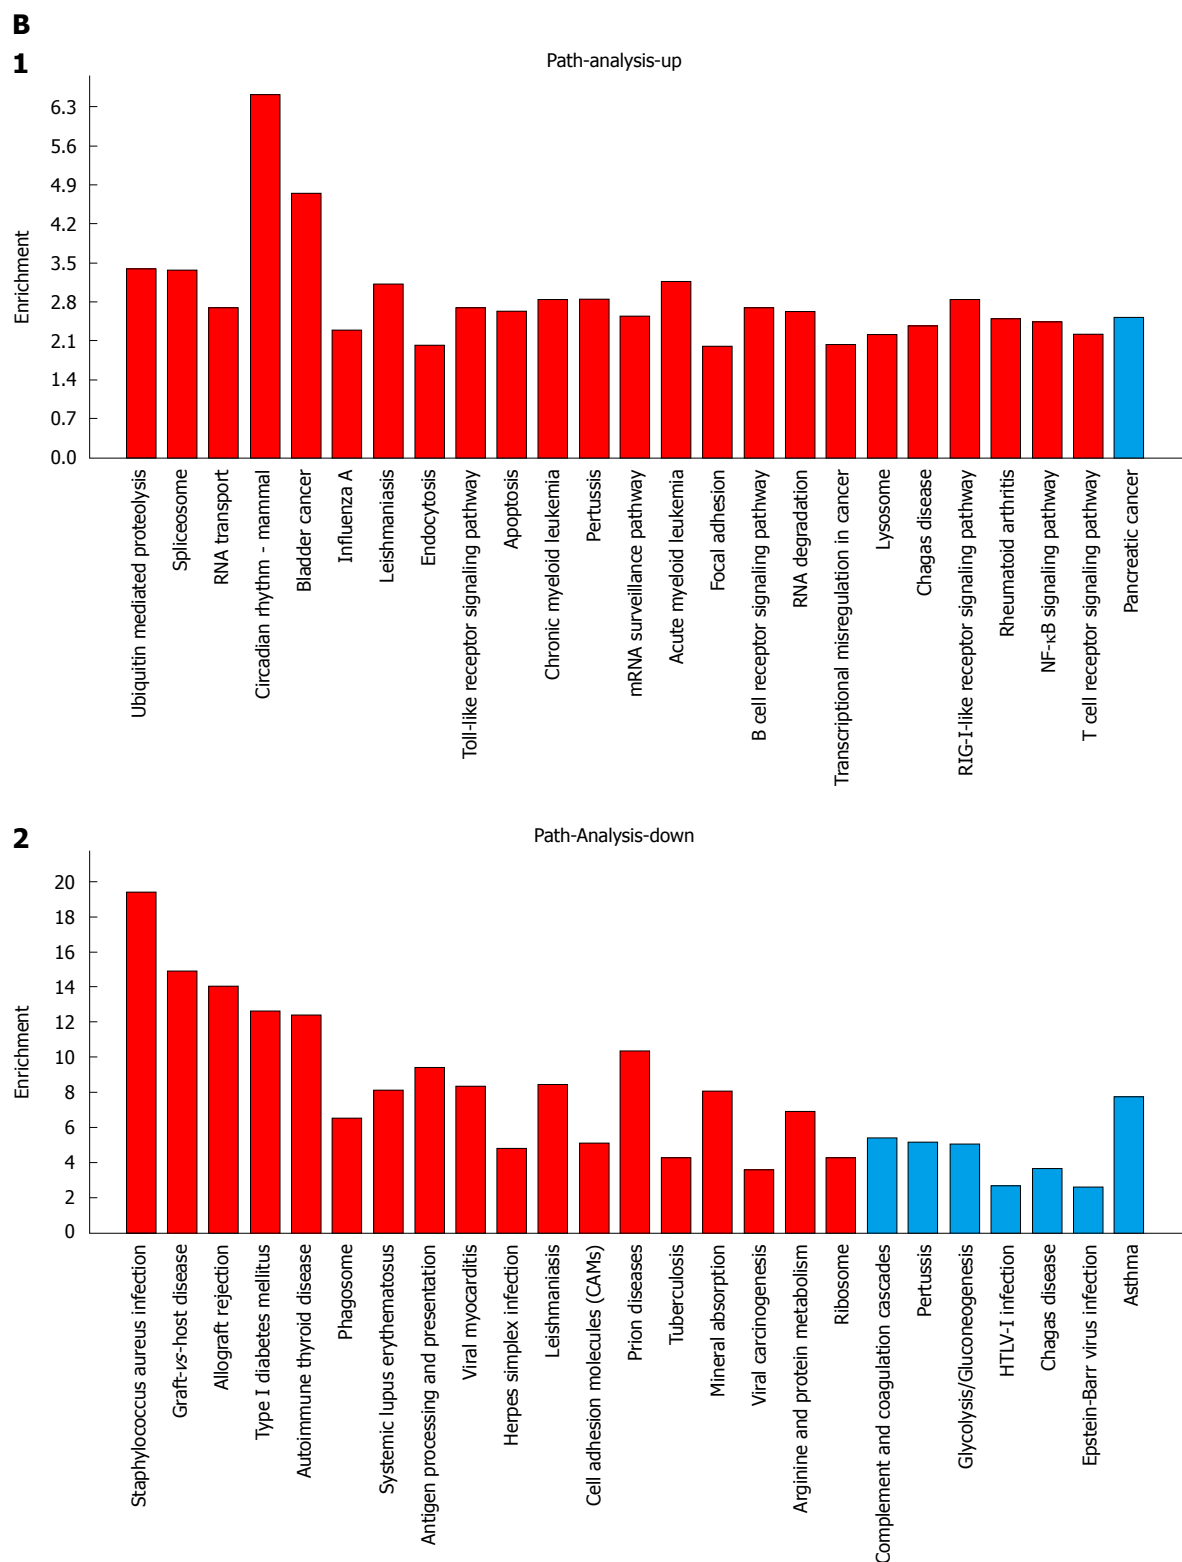 B
1
Path-analysis-up
Enrichment
6.3
5.6
4.9
4.2
3.5
2.8
2.1
1.4
0.7
0.0
Ubiquitin mediated proteolysis
Spliceosome
RNA transport
Circadian rhythm - mammal
Bladder cancer
Influenza A
Leishmaniasis
Endocytosis
Toll-like receptor signaling pathway
Apoptosis
Chronic myeloid leukemia
Pertussis
mRNA surveillance pathway
Acute myeloid leukemia
Focal adhesion
B cell receptor signaling pathway
RNA degradation
Transcriptional misregulation in cancer
Lysosome
Chagas disease
RIG-I-like receptor signaling pathway
Rheumatoid arthritis
NF-κB signaling pathway
T cell receptor signaling pathway
Pancreatic cancer
2
Path-Analysis-down
Enrichment
20
18
16
14
12
10
8
6
4
2
0
Staphylococcus aureus infection
Graft-vs-host disease
Allograft rejection
Type I diabetes mellitus
Autoimmune thyroid disease
Phagosome
Systemic lupus erythematosus
Antigen processing and presentation
Viral myocarditis
Herpes simplex infection
Leishmaniasis
Cell adhesion molecules (CAMs)
Prion diseases
Tuberculosis
Mineral absorption
Viral carcinogenesis
Arginine and protein metabolism
Ribosome
Complement and coagulation cascades
Pertussis
Glycolysis/Gluconeogenesis
HTLV-I infection
Chagas disease
Epstein-Barr virus infection
Asthma